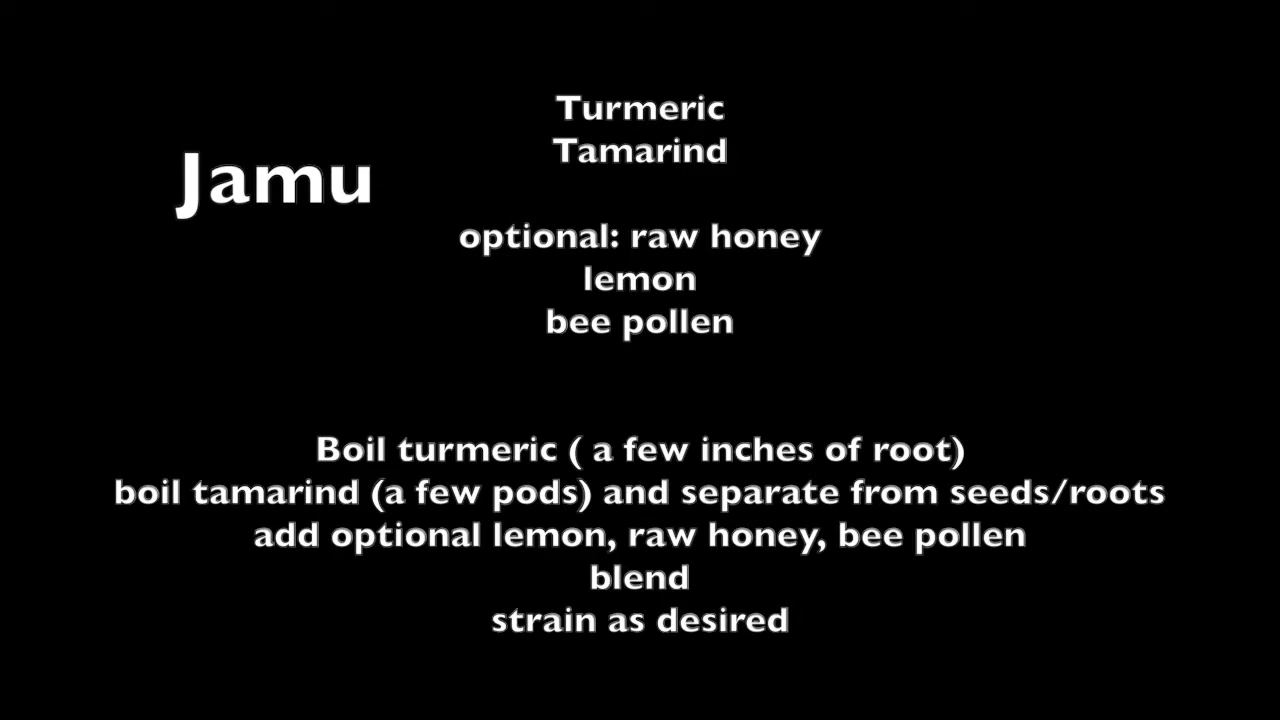 Jamu
Turmeric
Tamarind
optional: raw honey
lemon
bee pollen
Boil turmeric ( a few inches of root)
boil tamarind (a few pods) and separate from seeds/roots
add optional lemon, raw honey, bee pollen
blend
strain as desired